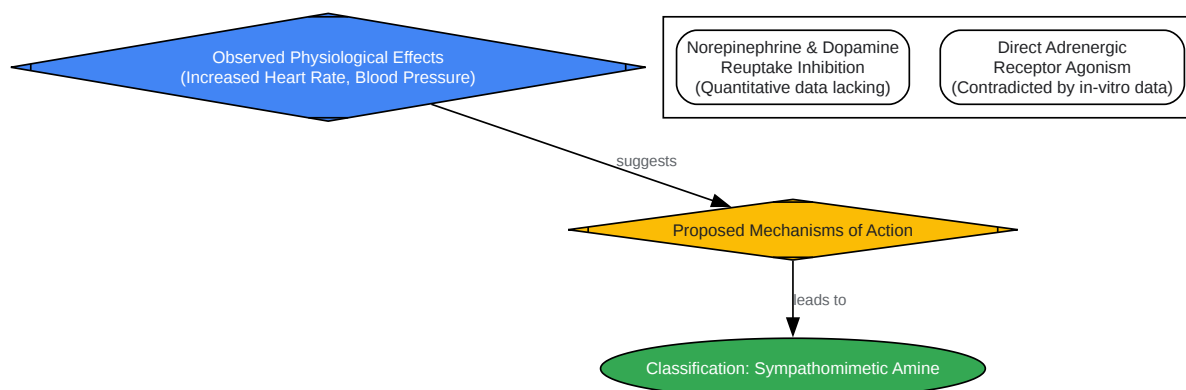 Observed Physiological Effects
(Increased Heart Rate, Blood Pressure)
Norepinephrine & Dopamine
Reuptake Inhibition
(Quantitative data lacking)
Direct Adrenergic
Receptor Agonism
(Contradicted by in-vitro data)
suggests
Proposed Mechanisms of Action
leads to
Classification: Sympathomimetic Amine